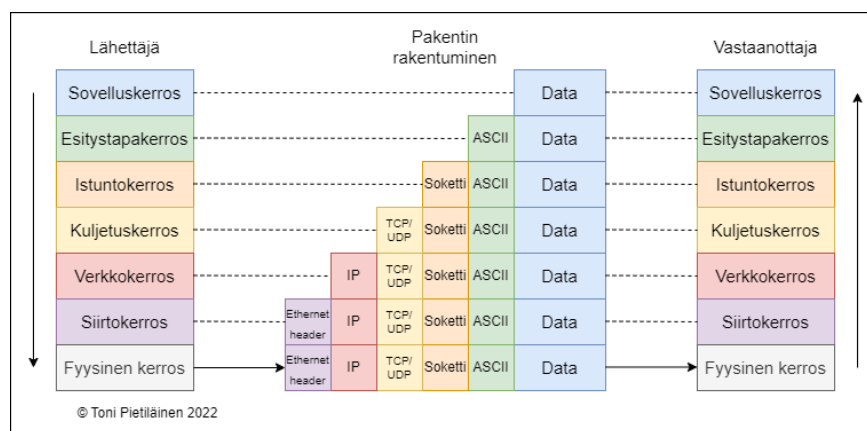 Lähettäjä
Pakentin
rakentuminen
Vastaanottaja
Sovelluskerros
Data
Sovelluskerros
Esitystapakerros
ASCII
Data
Esitystapakerros
Istuntokerros
Soketti
ASCII
Data
Istuntokerros
Kuljetuskerros
TCP/
UDP
Soketti
ASCII
Data
Kuljetuskerros
Verkkokerros
IP
TCP/
UDP
Soketti
ASCII
Data
Verkkokerros
Siirtokerros
Ethernet
header
IP
TCP/
UDP
Soketti
ASCII
Data
Siirtokerros
Fyysinen kerros
Ethernet
header
IP
TCP/
UDP
Soketti
ASCII
Data
Fyysinen kerros
© Toni Pietiläinen 2022